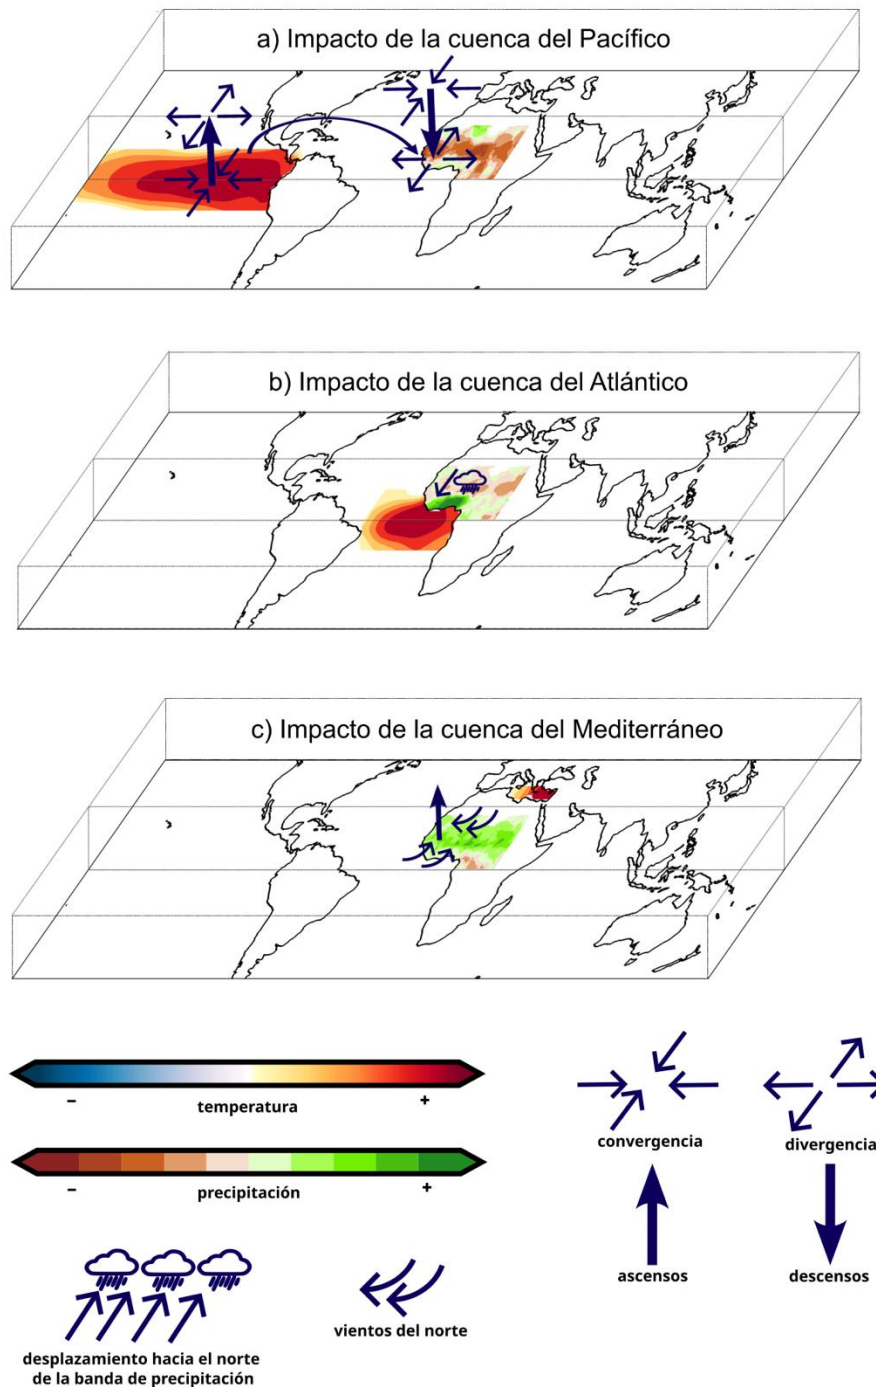 a) Impacto de la cuenca del Pacífico
b) Impacto de la cuenca del Atlántico
c) Impacto de la cuenca del Mediterráneo
-
temperatura
+
-
precipitación
+
convergencia
divergencia
ascensos
descensos
desplazamiento hacia el norte
de la banda de precipitación
vientos del norte